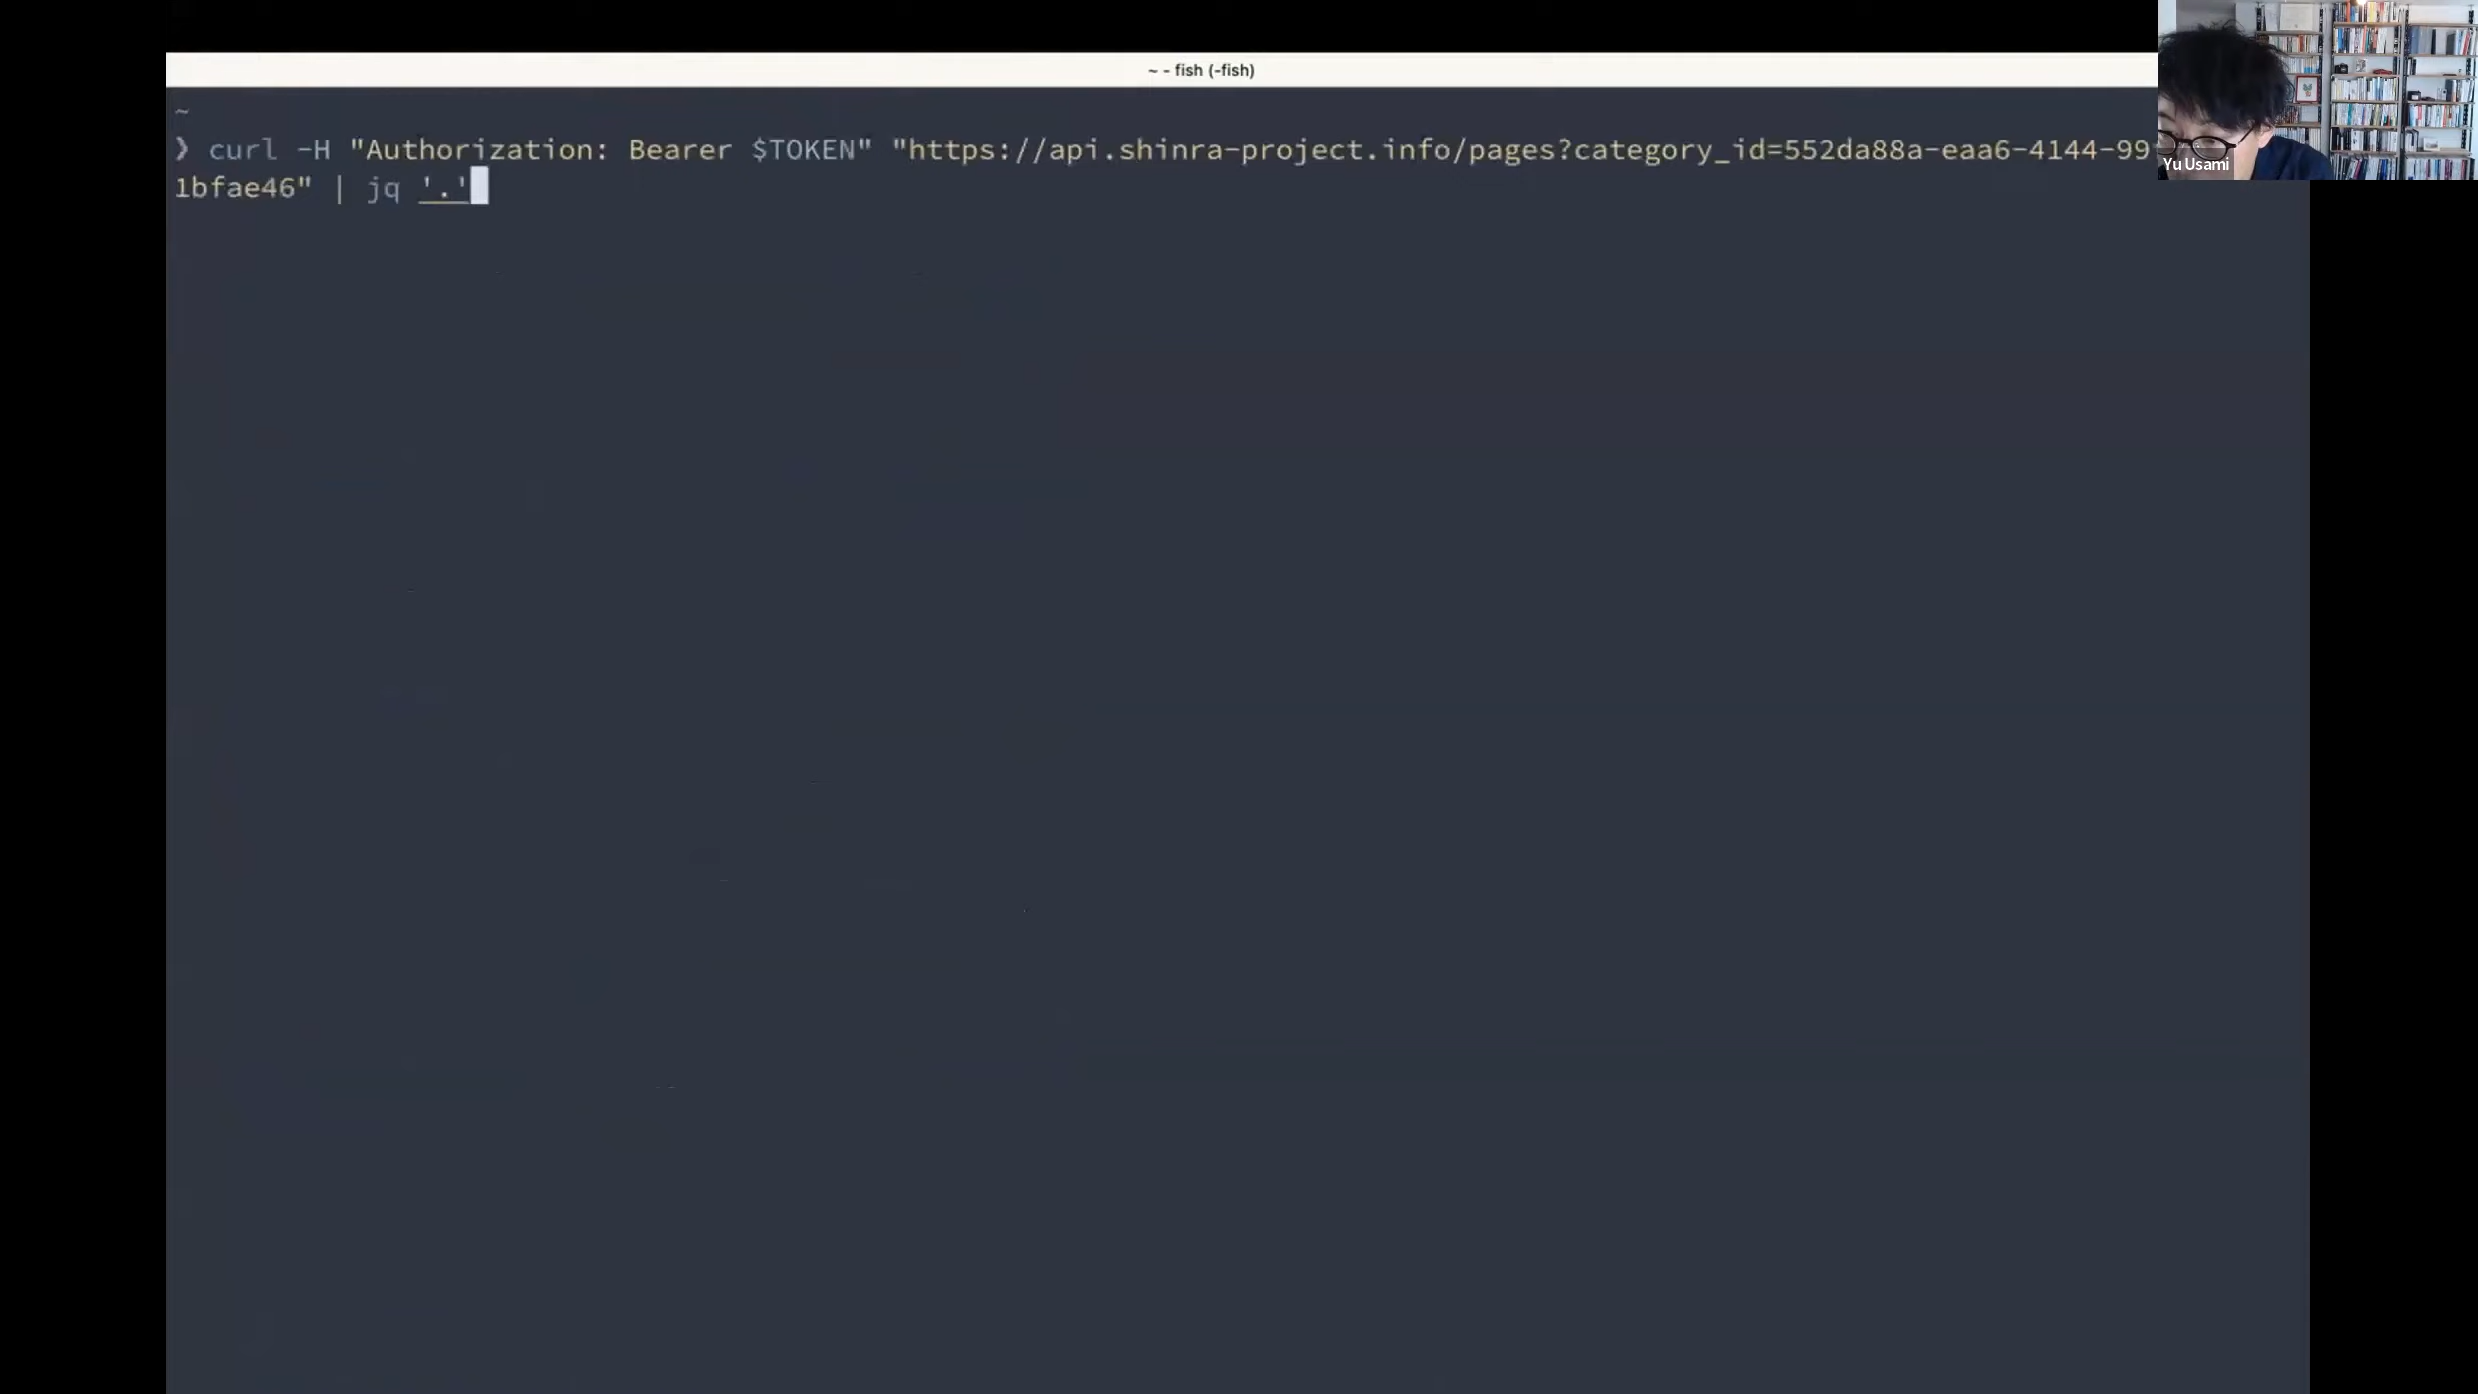 ~ - fish (-fish)
~
❯ curl -H "Authorization: Bearer $TOKEN" "https://api.shinra-project.info/pages?category_id=552da88a-eaa6-4144-99
1bfae46" | jq '.'
Yu Usami